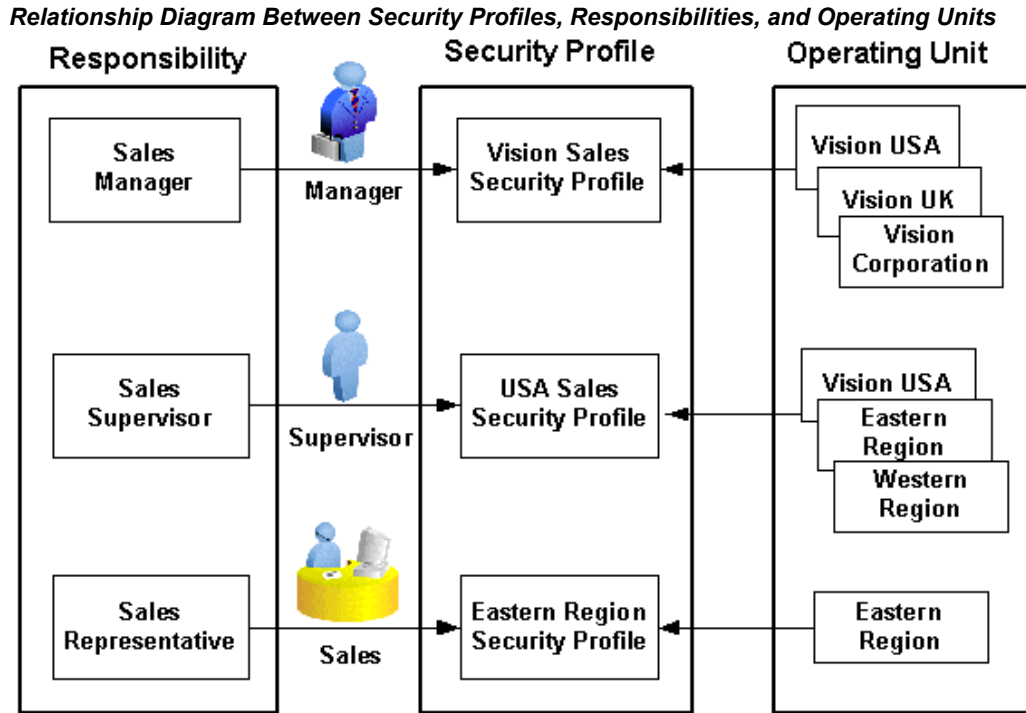 Relationship Diagram Between Security Profiles, Responsibilities, and Operating Units
Responsibility
Security Profile
Operating Unit
Sales
Manager
Manager
Vision Sales
Security Profile
Vision USA
Vision UK
Vision
Corporation
Sales
Supervisor
Supervisor
USA Sales
Security Profile
Vision USA
Eastern
Region
Western
Region
Sales
Representative
Sales
Eastern Region
Security Profile
Eastern
Region